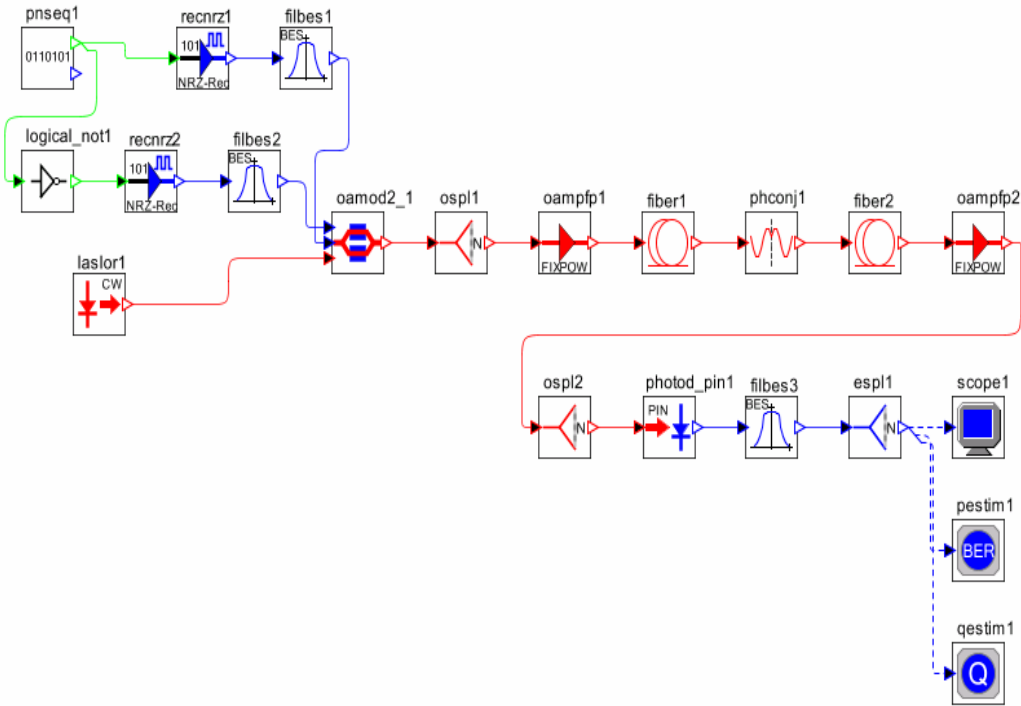 pnseq1
recnrz1
filbes1
0110101
101
NRZ-Rec
BES
logical_not1
recnrz2
filbes2
101
NRZ-Rec
BES
oamod2_1
ospl1
oampfp1
fiber1
phconj1
fiber2
oampfp2
N
FIXPOW
FIXPOW
laslor1
CW
ospl2
photod_pin1
filbes3
espl1
scope1
N
PIN
BES
N
pestim1
BER
qestim1
Q